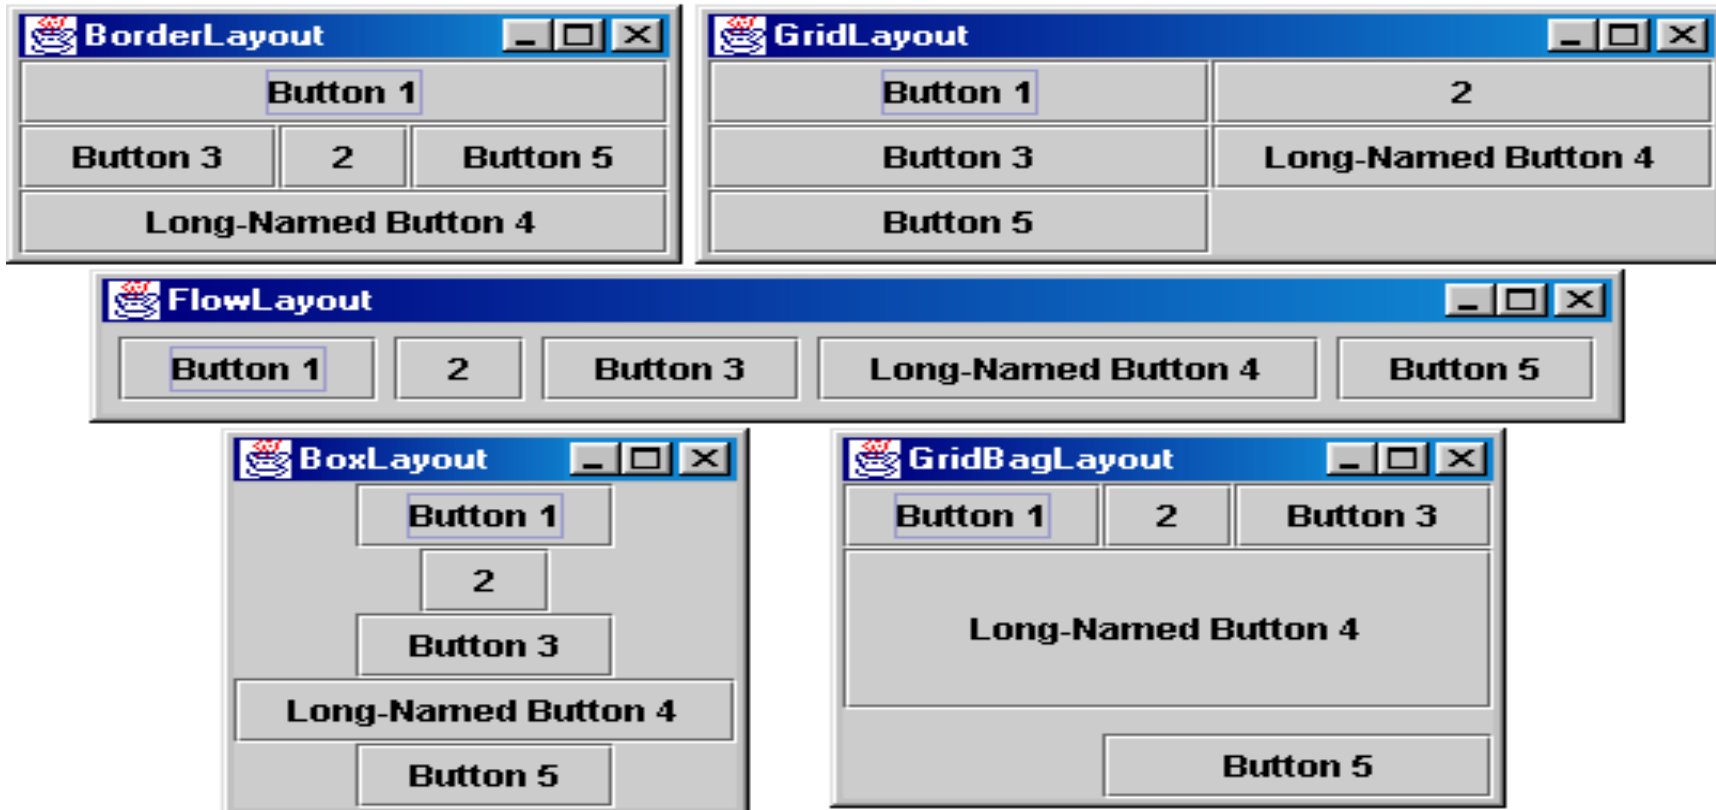 BorderLayout
Button 1
Button 3 2 Button 5
Long-Named Button 4
GridLayout
Button 1 2
Button 3 Long-Named Button 4
Button 5
FlowLayout
Button 1 2 Button 3 Long-Named Button 4 Button 5
BoxLayout
Button 1
2
Button 3
Long-Named Button 4
Button 5
GridBagLayout
Button 1 2 Button 3
Long-Named Button 4
Button 5